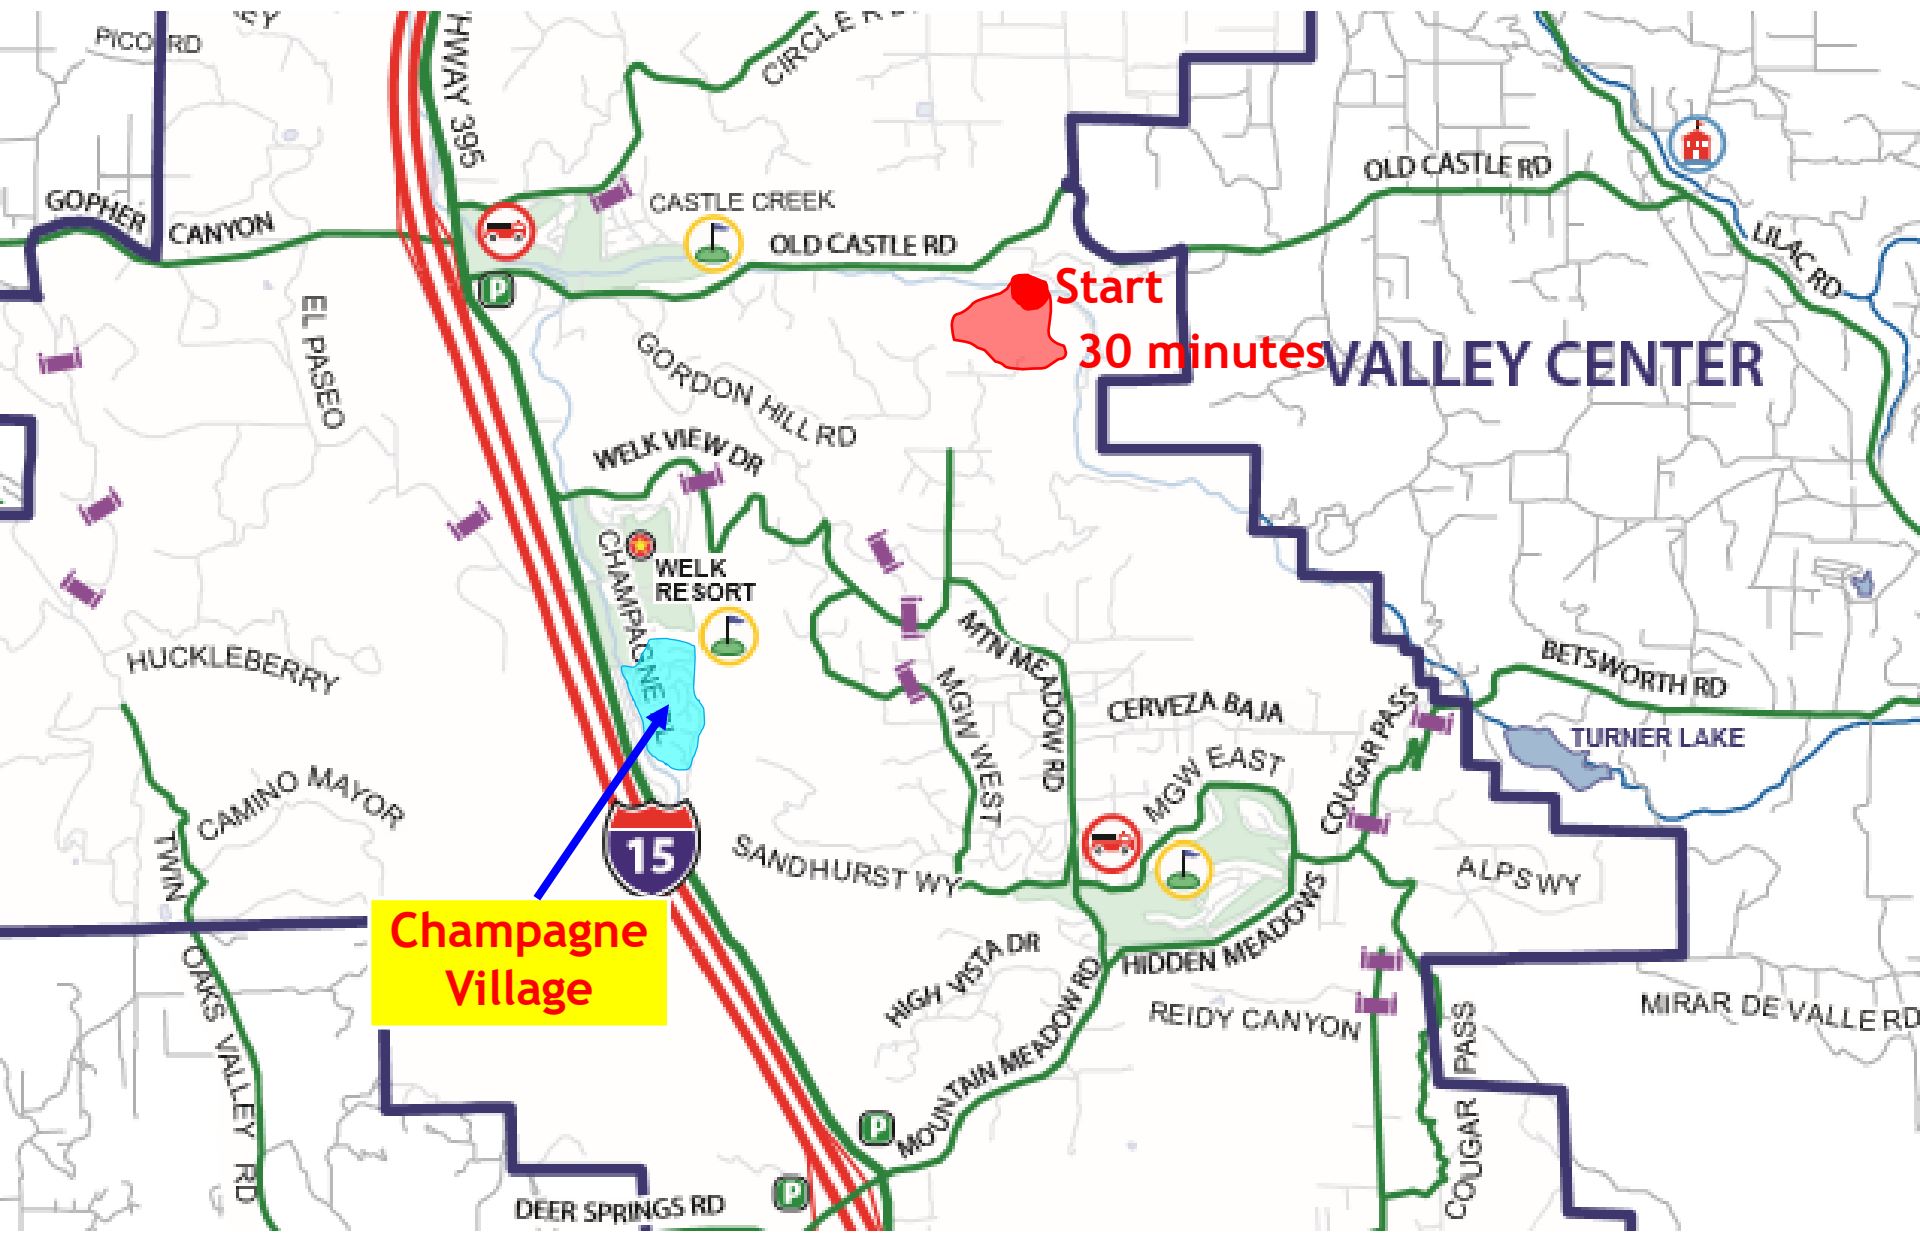 PICO RD
HWAY 395
CIRCLE R
GOPHER
CANYON
CASTLE CREEK
OLD CASTLE RD
OLD CASTLE RD
LILAC RD
P
Start
30 minutes
VALLEY CENTER
EL PASEO
GORDON HILL RD
WELK VIEW DR
CHAMPAGNE
WELK
RESORT
HUCKLEBERRY
MTN MEADOW RD
MGW WEST
CERVEZA BAJA
BETSWORTH RD
TURNER LAKE
COUGAR PASS
MGW EAST
CAMINO MAYOR
TWIN
OAKS VALLEY RD
15
SANDHURST WY
ALPS WY
Champagne
Village
HIGH VISTA DR
HIDDEN MEADOWS
REIDY CANYON
MIRAR DE VALLE RD
MOUNTAIN MEADOW RD
COUGAR PASS
P
P
DEER SPRINGS RD